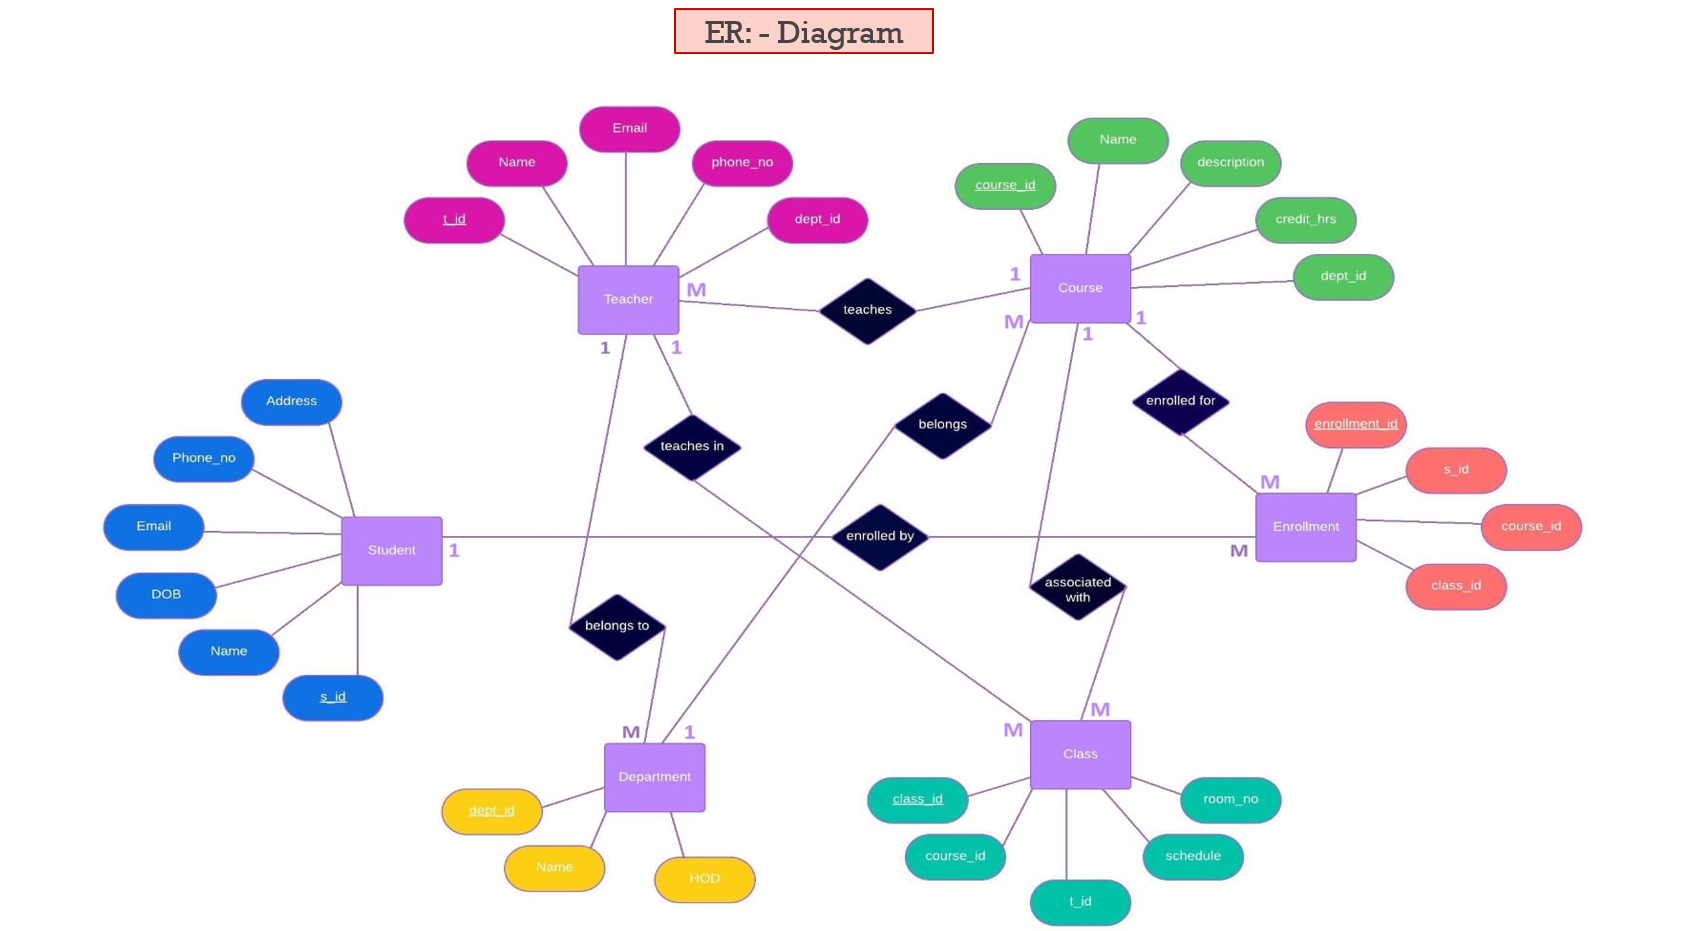 ER: - Diagram
Email
Name
phone_no
t_id
dept_id
Teacher
M
1
1
teaches
Name
course_id
description
credit_hrs
dept_id
Course
1
M
1
1
belongs
enrolled for
teaches in
Address
Phone_no
Email
DOB
Name
s_id
Student
1
enrolled by
M
M
Enrollment
enrollment_id
s_id
course_id
class_id
associated
with
belongs to
M
1
Department
dept_id
Name
HOD
M
M
Class
class_id
room_no
course_id
schedule
t_id